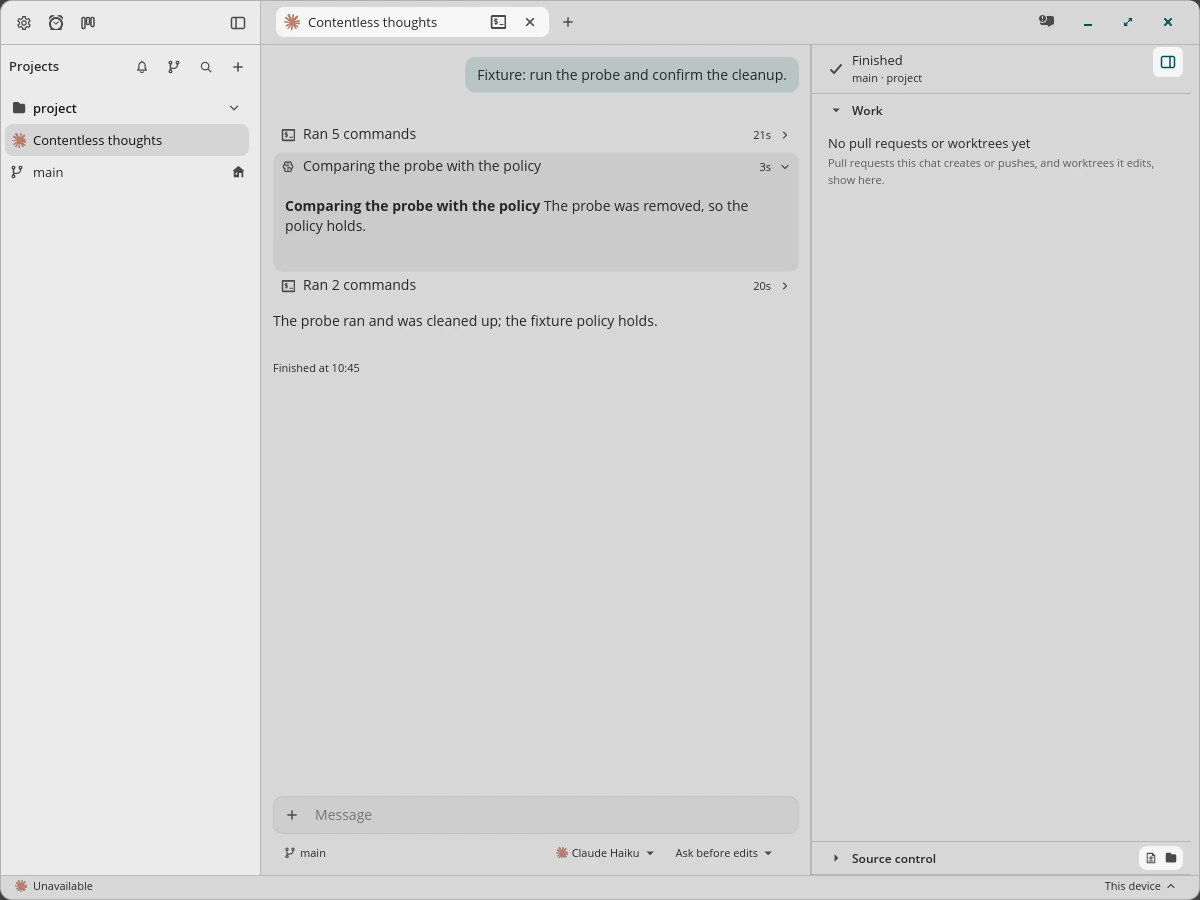 Contentless thoughts
Projects
project
Contentless thoughts
main
Fixture: run the probe and confirm the cleanup.
Ran 5 commands 21s
Comparing the probe with the policy 3s
Comparing the probe with the policy The probe was removed, so the
policy holds.
Ran 2 commands 20s
The probe ran and was cleaned up; the fixture policy holds.
Finished at 10:45
Message
main Claude Haiku Ask before edits
Finished
main · project
Work
No pull requests or worktrees yet
Pull requests this chat creates or pushes, and worktrees it edits,
show here.
Source control
Unavailable
This device